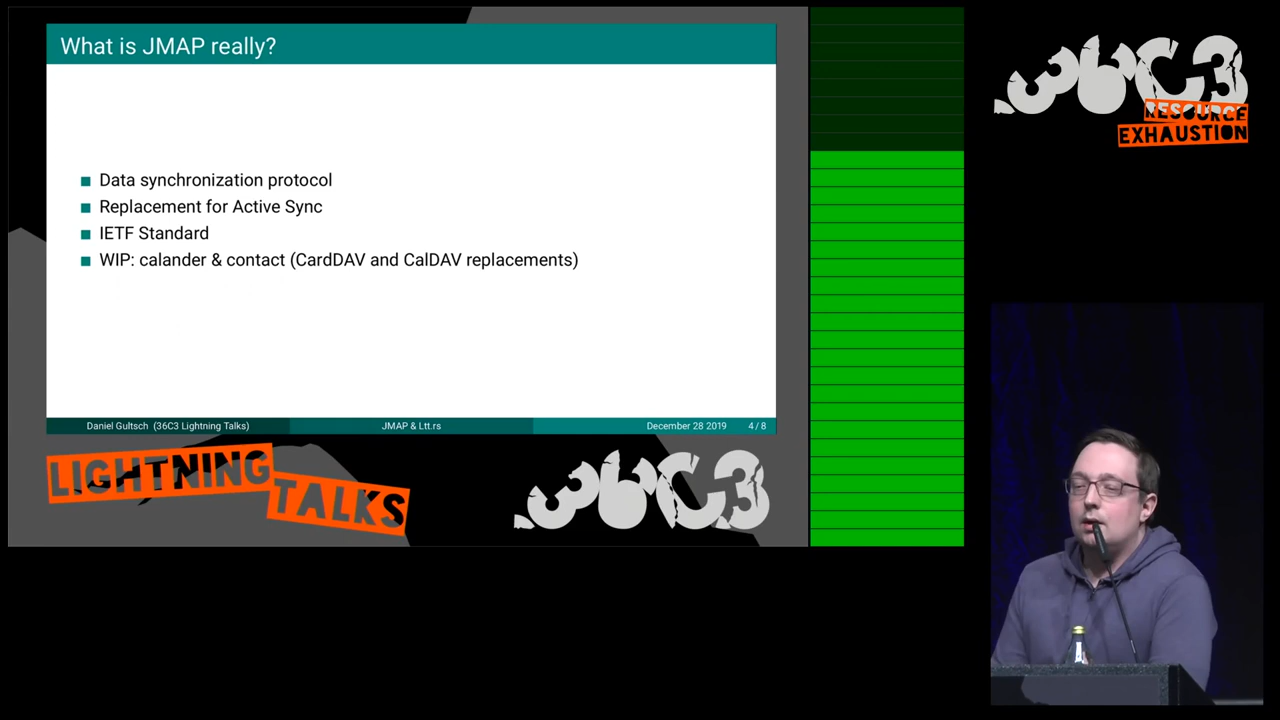 What is JMAP really?
Data synchronization protocol
Replacement for Active Sync
IETF Standard
WIP: calander & contact (CardDAV and CalDAV replacements)
Daniel Gultsch (36C3 Lightning Talks)
JMAP & Ltt.rs
December 28 2019
4 / 8
LIGHTNING
TALKS
36C3
36C3
RESOURCE
EXHAUSTION